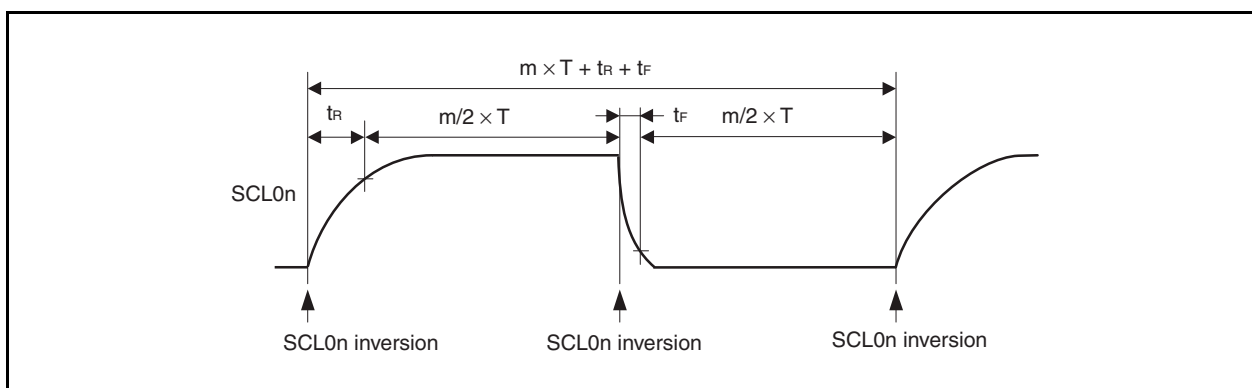 m × T + tR + tF
tR
m/2 × T
tF
m/2 × T
SCL0n
SCL0n inversion
SCL0n inversion
SCL0n inversion